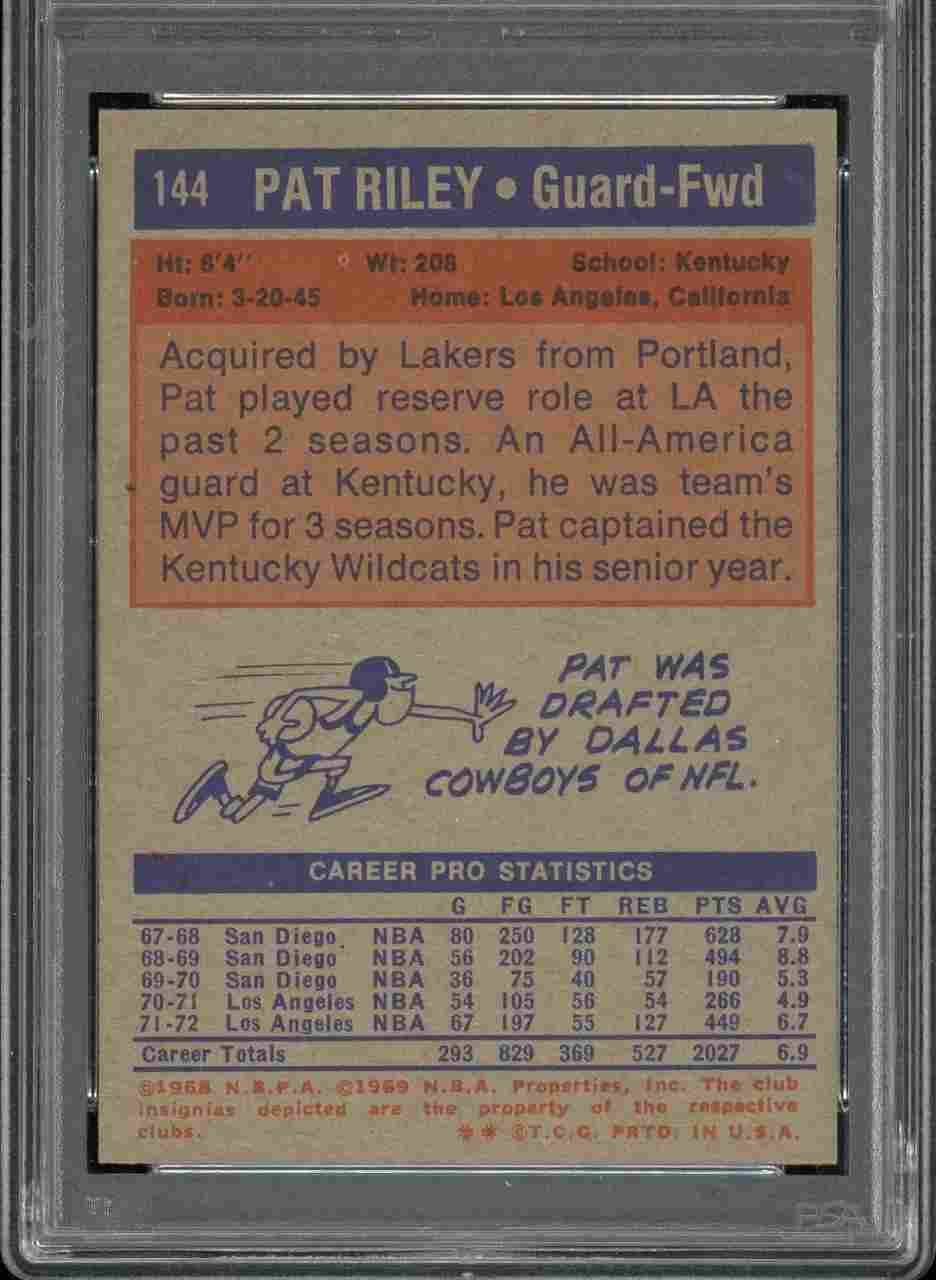 144 PAT RILEY • Guard-Fwd
Ht: 6'4" Wt: 208 School: Kentucky
Born: 3-20-45 Home: Los Angeles, California
Acquired by Lakers from Portland,
Pat played reserve role at LA the
past 2 seasons. An All-America
guard at Kentucky, he was team's
MVP for 3 seasons. Pat captained the
Kentucky Wildcats in his senior year.
PAT WAS
DRAFTED
BY DALLAS
COWBOYS OF NFL.
CAREER PRO STATISTICS
G FG FT REB PTS AVG
67-68 San Diego NBA 80 250 128 177 628 7.9
68-69 San Diego NBA 56 202 90 112 494 8.8
69-70 San Diego NBA 36 75 40 57 190 5.3
70-71 Los Angeles NBA 54 105 56 54 266 4.9
71-72 Los Angeles NBA 67 197 55 127 449 6.7
Career Totals 293 829 369 527 2027 6.9
©1968 N.B.P.A. ©1969 N.B.A. Properties, Inc. The club
insignias depicted are the property of the respective
clubs. ** ©T.C.G. PRTD. IN U.S.A.
PSA